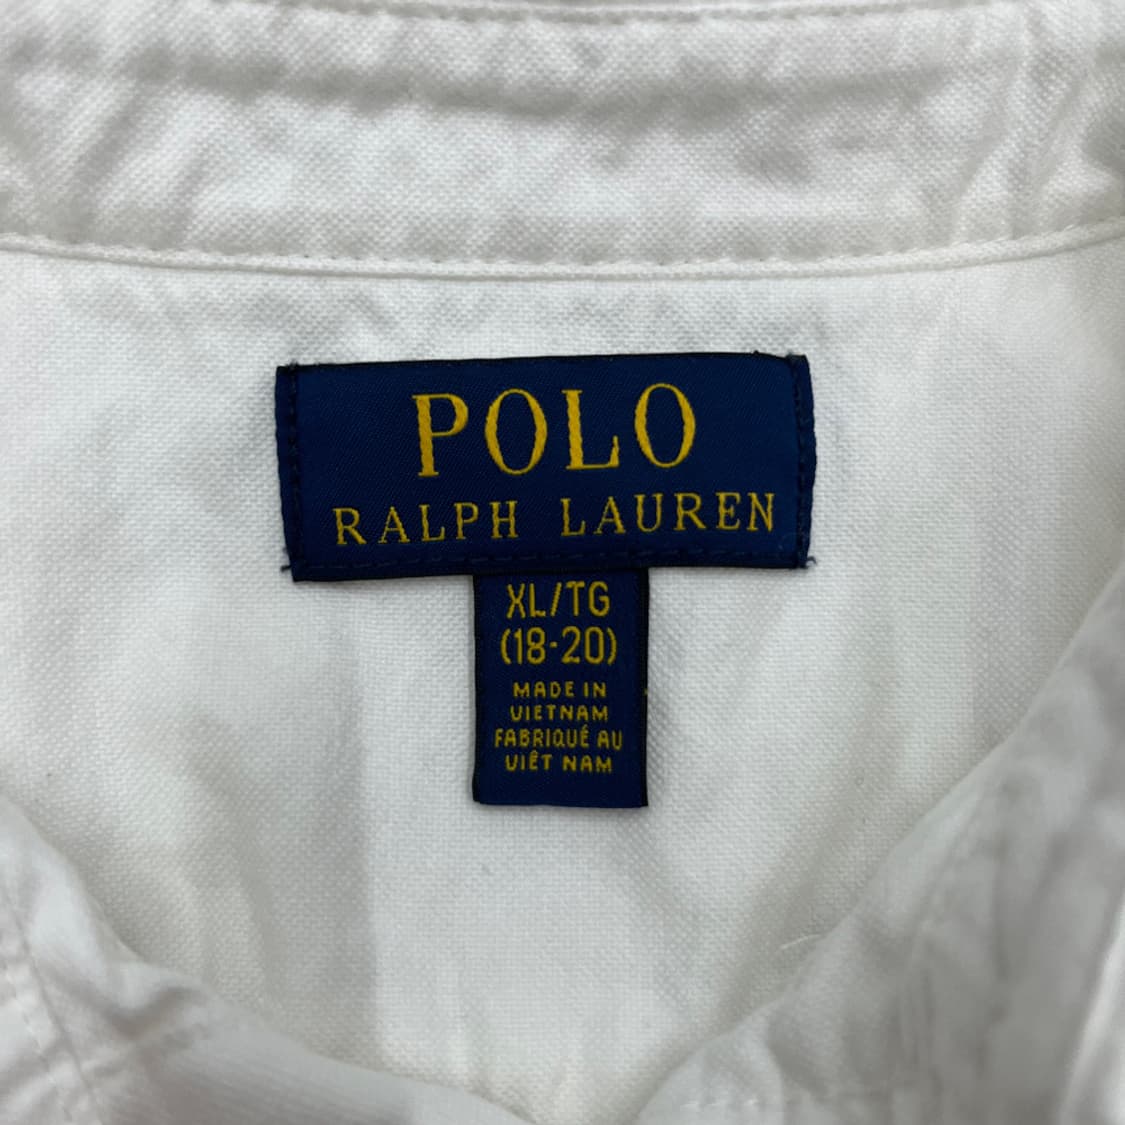 POLO
RALPH LAUREN
XL/TG
(18-20)
MADE IN
VIETNAM
FABRIQUÉ AU
VIÊT NAM